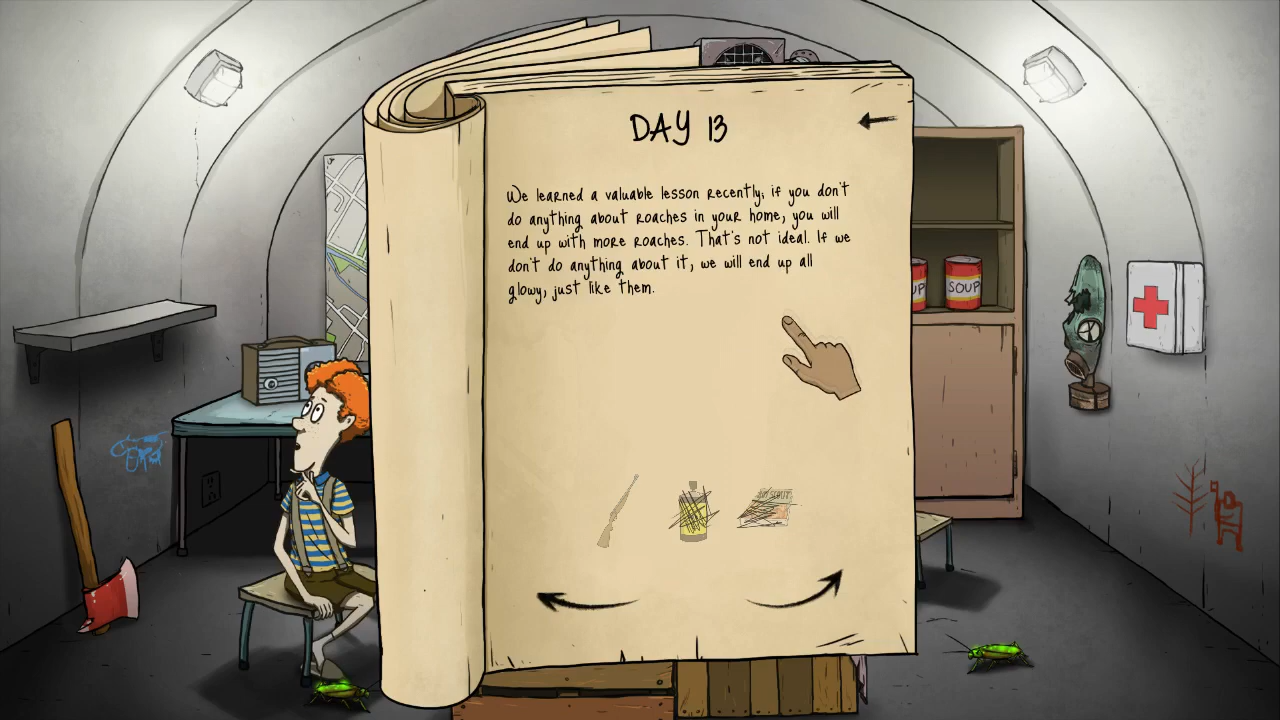 DAY 13
We learned a valuable lesson recently; if you don't
do anything about roaches in your home, you will
end up with more roaches. That's not ideal. If we
don't do anything about it, we will end up all
glowy, just like them.
UP
SOUP